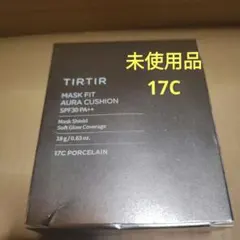 未使用品
17C
TIRTIR
MASK FIT
AURA CUSHION
SPF30 PA++
Mask Shield
Soft Glow Coverage
18g / 0.63 oz.
17C PORCELAIN